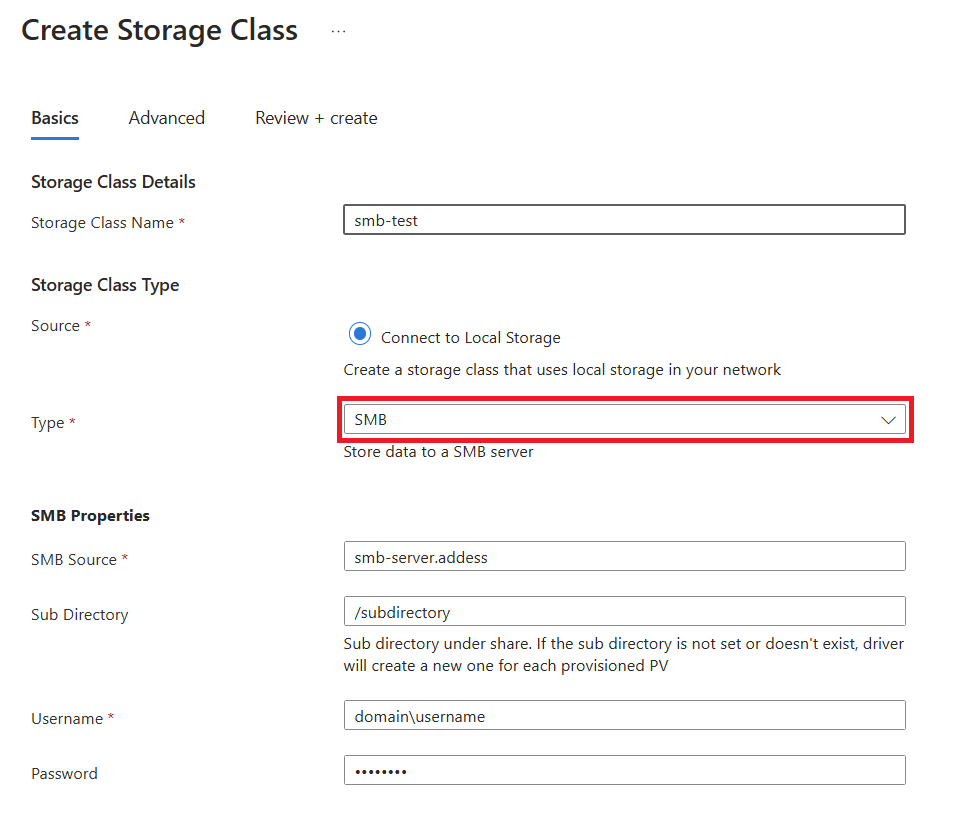 Create Storage Class ...
Basics Advanced Review + create
Storage Class Details
Storage Class Name * smb-test
Storage Class Type
Source * Connect to Local Storage
Create a storage class that uses local storage in your network
Type * SMB
Store data to a SMB server
SMB Properties
SMB Source * smb-server.addess
Sub Directory /subdirectory
Sub directory under share. If the sub directory is not set or doesn't exist, driver
will create a new one for each provisioned PV
Username * domain\username
Password ••••••••